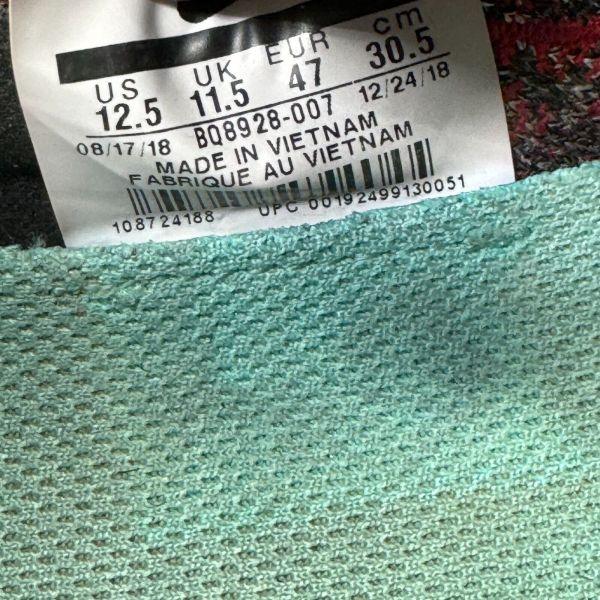 US UK EUR cm
12.5 11.5 47 30.5
08/17/18 BQ8928-007 12/24/18
MADE IN VIETNAM
FABRIQUE AU VIETNAM
108724188 UPC 00192499130051